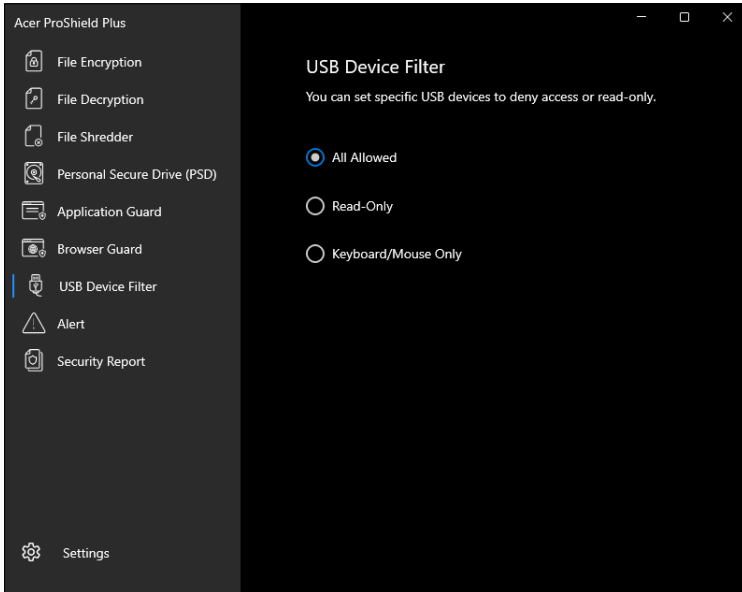 Acer ProShield Plus
File Encryption
File Decryption
File Shredder
Personal Secure Drive (PSD)
Application Guard
Browser Guard
USB Device Filter
Alert
Security Report
Settings
USB Device Filter
You can set specific USB devices to deny access or read-only.
All Allowed
Read-Only
Keyboard/Mouse Only